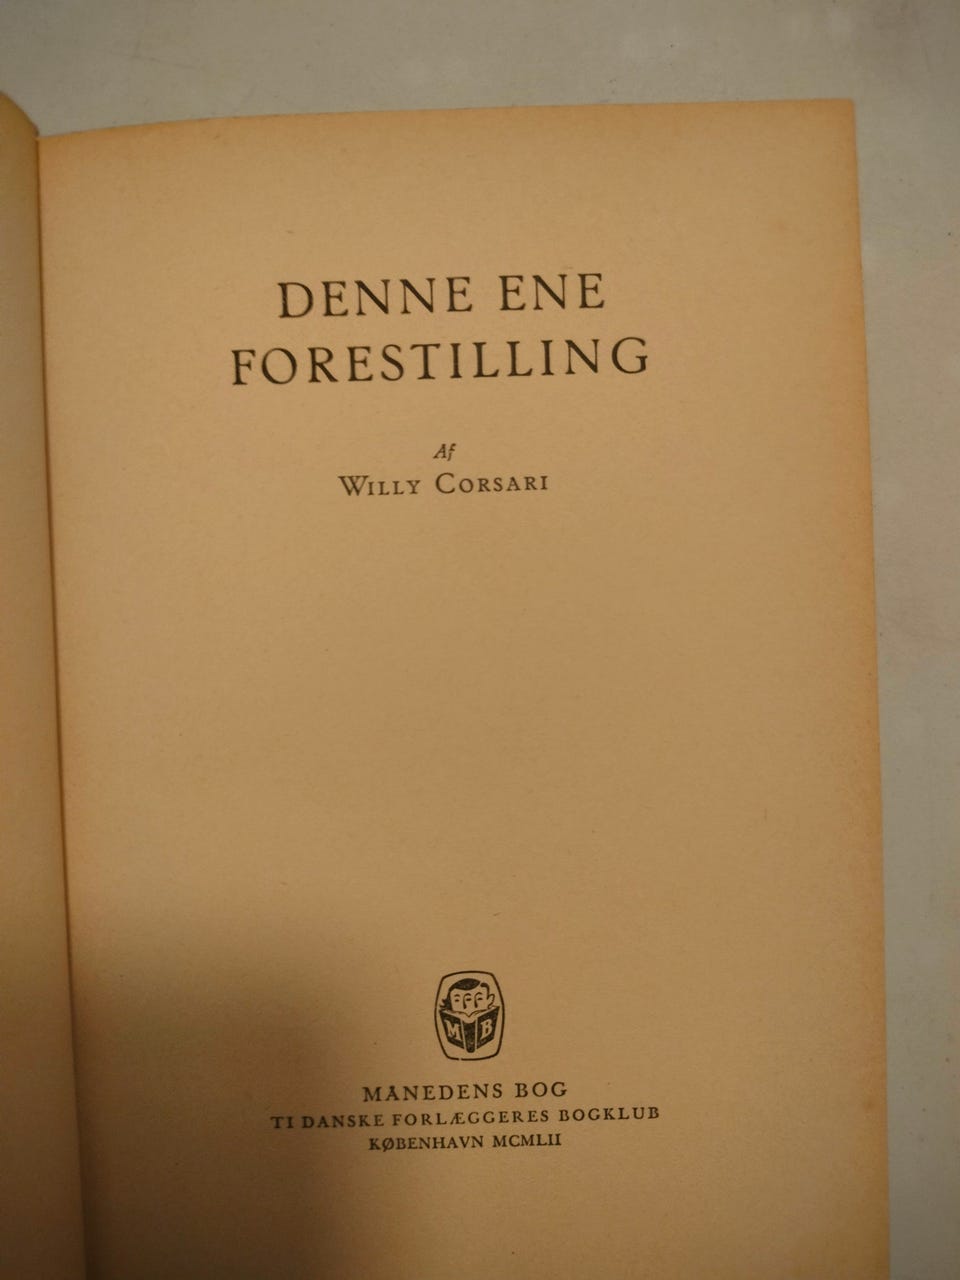 DENNE ENE
FORESTILLING
Af
WILLY CORSARI
M B
MÅNEDENS BOG
TI DANSKE FORLÆGGERES BOGKLUB
KØBENHAVN MCMLII